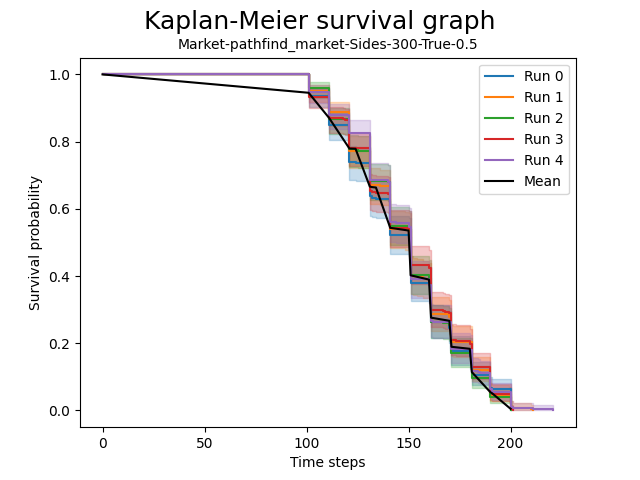 Kaplan-Meier survival graph
Market-pathfind_market-Sides-300-True-0.5
Survival probability
1.0
0.8
0.6
0.4
0.2
0.0
Run 0
Run 1
Run 2
Run 3
Run 4
Mean
0
50
100
150
200
Time steps